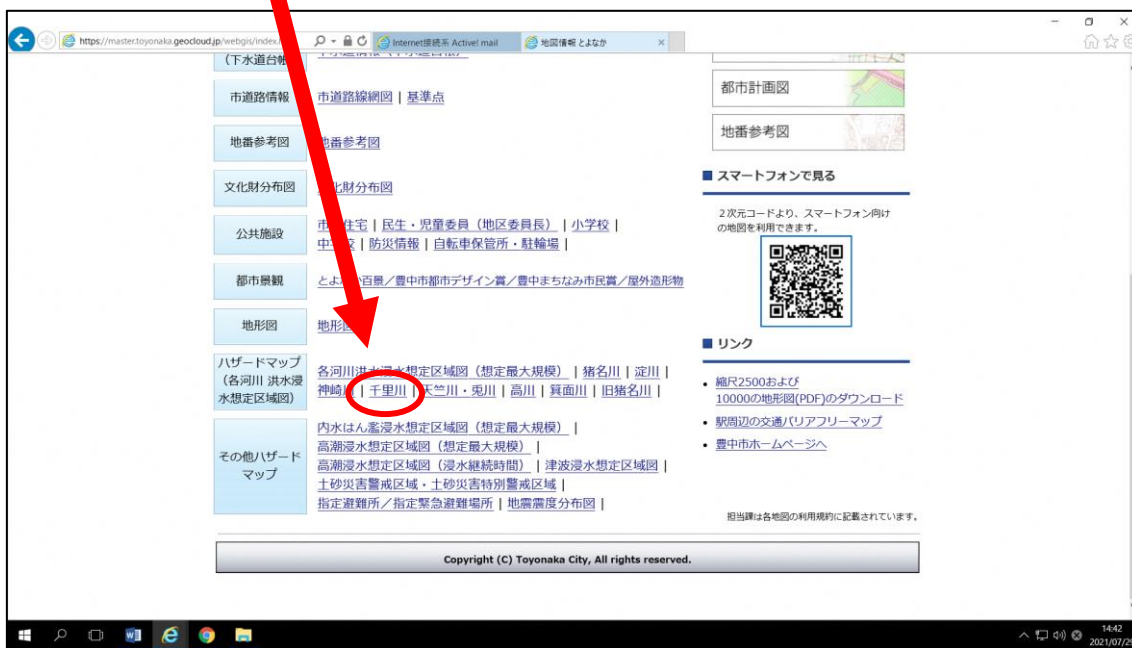 https://master.toyonaka.geocloud.jp/webgis/index.
Internet接続系 Active! mail
地図情報 とよなか
(下水道台帳
市道路情報
市道路線網図 | 基準点
地番参考図
地番参考図
文化財分布図
化財分布図
公共施設
市 住宅 | 民生・児童委員（地区委員長） | 小学校 |
中 校 | 防災情報 | 自転車保管所・駐輪場 |
都市景観
とよ か百景／豊中市都市デザイン賞／豊中まちなみ市民賞／屋外造形物
地形図
地形図
ハザードマップ
（各河川 洪水浸
水想定区域図）
各河川洪水浸水想定区域図（想定最大規模） | 猪名川 | 淀川 |
神崎川 | 千里川 | 天竺川・兎川 | 高川 | 箕面川 | 旧猪名川 |
その他ハザード
マップ
内水はん濫浸水想定区域図（想定最大規模） |
高潮浸水想定区域図（想定最大規模） |
高潮浸水想定区域図（浸水継続時間） | 津波浸水想定区域図 |
土砂災害警戒区域・土砂災害特別警戒区域 |
指定避難所／指定緊急避難場所 | 地震震度分布図 |
都市計画図
地番参考図
スマートフォンで見る
２次元コードより、スマートフォン向け
の地図を利用できます。
リンク
縮尺2500および
10000の地形図(PDF)のダウンロード
駅周辺の交通バリアフリーマップ
豊中市ホームページへ
担当課は各地図の利用規約に記載されています。
Copyright (C) Toyonaka City, All rights reserved.
14:42
2021/07/29